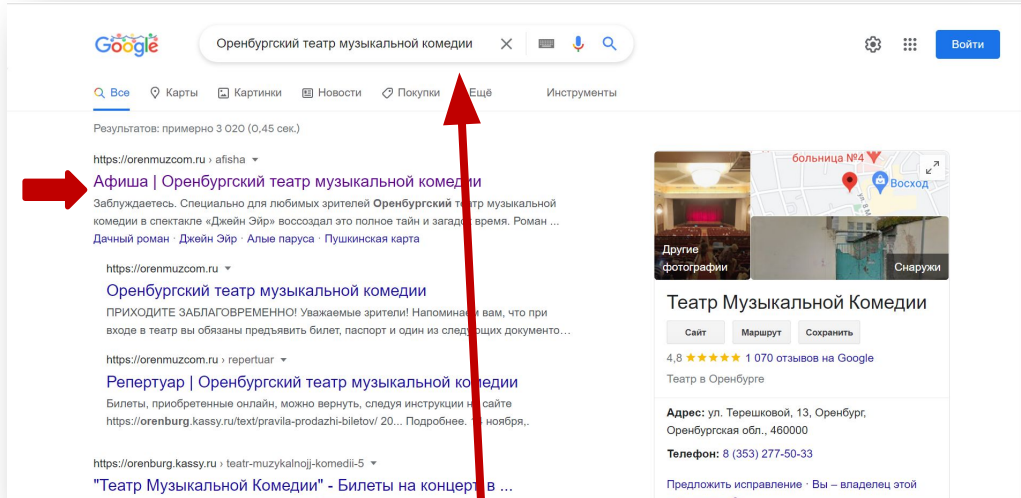 Google
Оренбургский театр музыкальной комедии
Войти
Все Карты Картинки Новости Покупки Ещё Инструменты
Результатов: примерно 3 020 (0,45 сек.)
https://orenmuzcom.ru › afisha
Афиша | Оренбургский театр музыкальной комедии
Заблуждаетесь. Специально для любимых зрителей Оренбургский театр музыкальной
комедии в спектакле «Джейн Эйр» воссоздал это полное тайн и загадок время. Роман ...
Дачный роман · Джейн Эйр · Алые паруса · Пушкинская карта
https://orenmuzcom.ru
Оренбургский театр музыкальной комедии
ПРИХОДИТЕ ЗАБЛАГОВРЕМЕННО! Уважаемые зрители! Напоминаем вам, что при
входе в театр вы обязаны предъявить билет, паспорт и один из следующих документо…
https://orenmuzcom.ru › repertuar
Репертуар | Оренбургский театр музыкальной комедии
Билеты, приобретенные онлайн, можно вернуть, следуя инструкции на сайте
https://orenburg.kassy.ru/text/pravila-prodazhi-biletov/ 20... Подробнее. ноября,.
https://orenburg.kassy.ru › teatr-muzykalnojj-komedii-5
"Театр Музыкальной Комедии" - Билеты на концерт в ...
больница №4
Восход
Другие
фотографии
Снаружи
Театр Музыкальной Комедии
Сайт Маршрут Сохранить
4,8 1 070 отзывов на Google
Театр в Оренбурге
Адрес: ул. Терешковой, 13, Оренбург,
Оренбургская обл., 460000
Телефон: 8 (353) 277-50-33
Предложить исправление · Вы – владелец этой